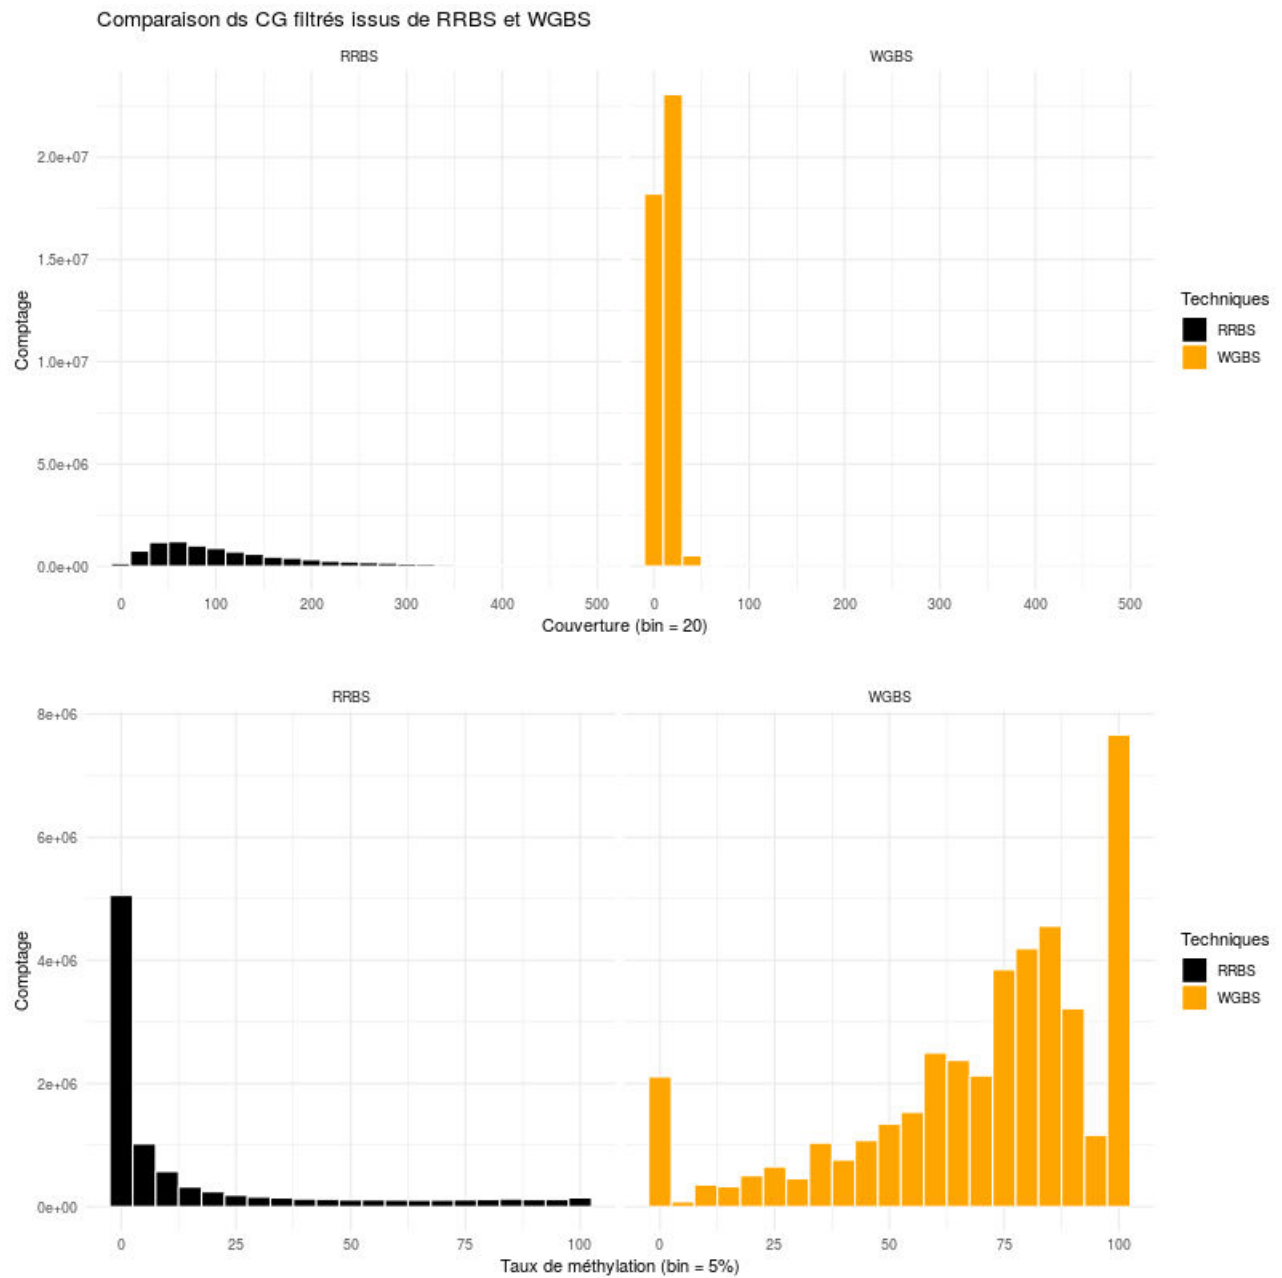 Comparaison ds CG filtrés issus de RRBS et WGBS
RRBS
WGBS
2.0e+07
1.5e+07
1.0e+07
5.0e+06
0.0e+00
Comptage
0 100 200 300 400 500
0 100 200 300 400 500
Couverture (bin = 20)
Techniques
RRBS
WGBS
RRBS
WGBS
8e+06
6e+06
4e+06
2e+06
0e+00
Comptage
0 25 50 75 100
0 25 50 75 100
Taux de méthylation (bin = 5%)
Techniques
RRBS
WGBS